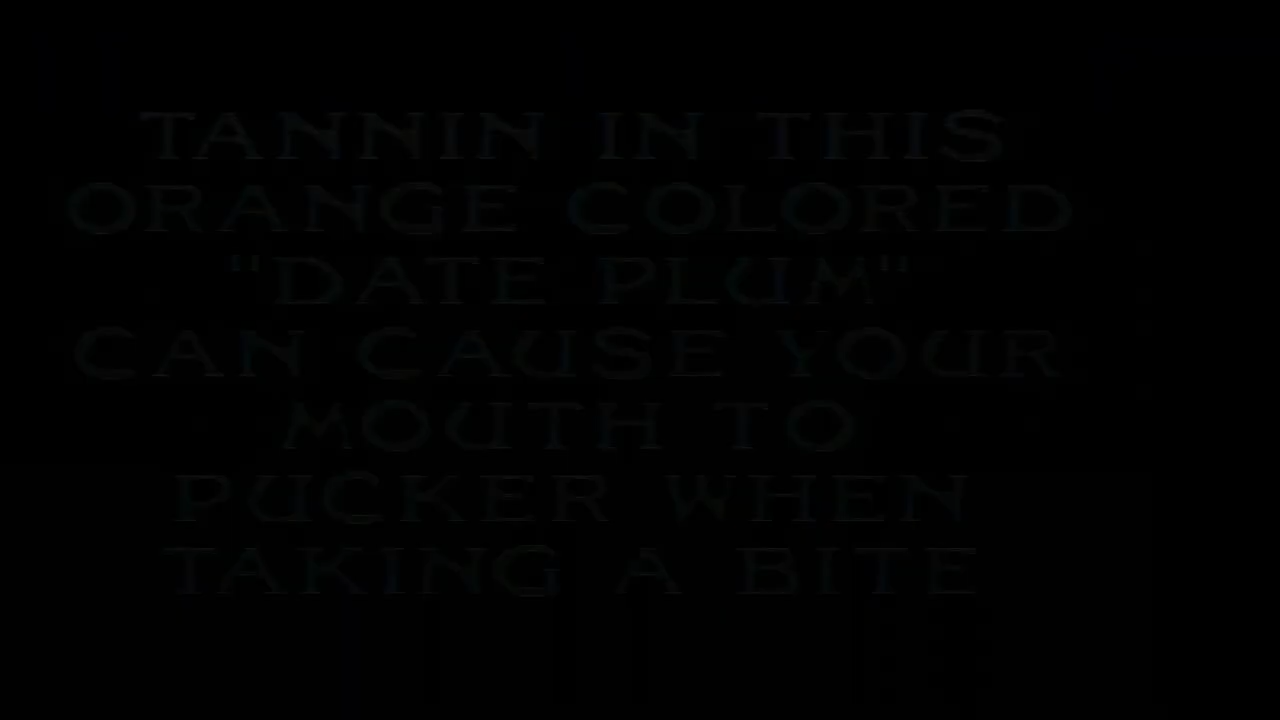 TANNIN IN THIS
ORANGE COLORED
"DATE PLUM"
CAN CAUSE YOUR
MOUTH TO
PUCKER WHEN
TAKING A BITE